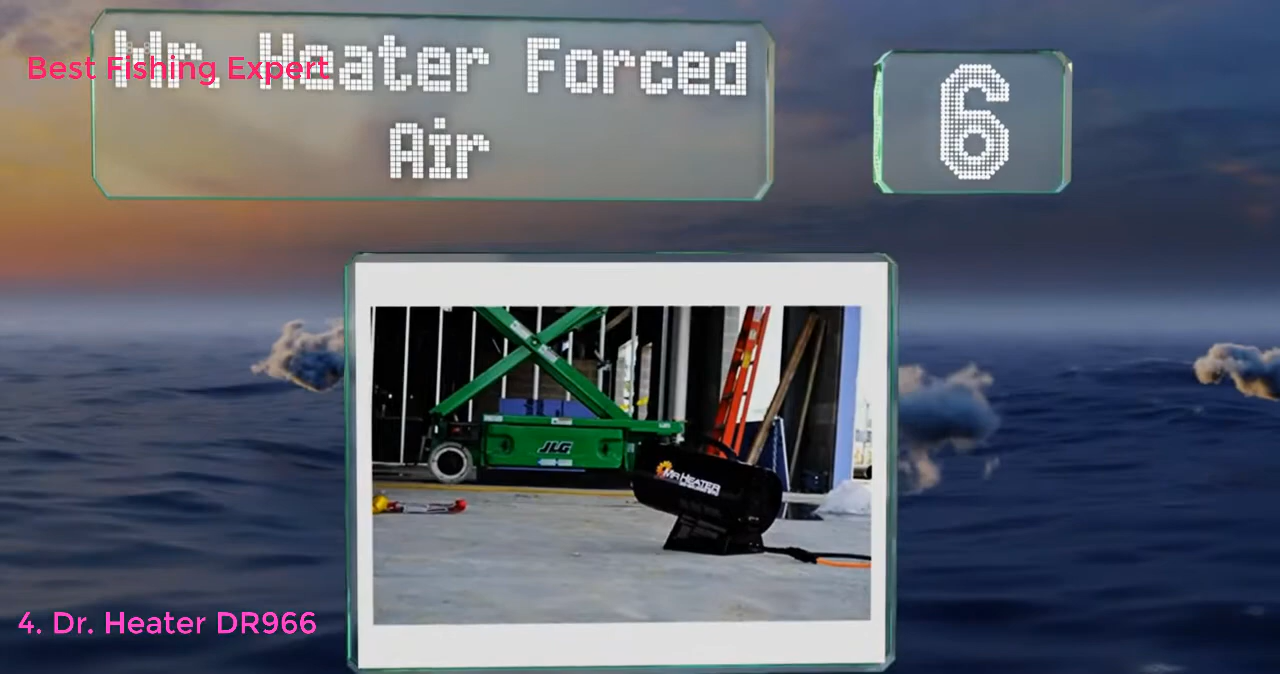 Mr. Heater Forced
Air
Best Fishing Expert
6
JLG
MR HEATER
4. Dr. Heater DR966